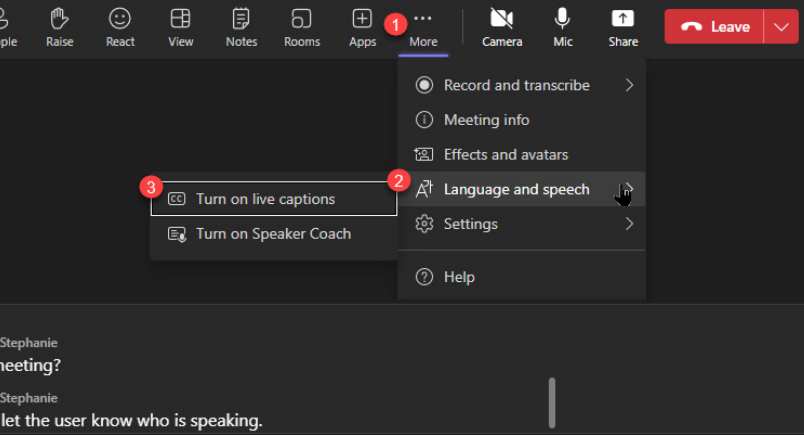 Raise React View Notes Rooms Apps 1 More Camera Mic Share Leave
Record and transcribe
Meeting info
Effects and avatars
2 Language and speech
Settings
Help
3 CC Turn on live captions
Turn on Speaker Coach
Stephanie
meeting?
Stephanie
let the user know who is speaking.